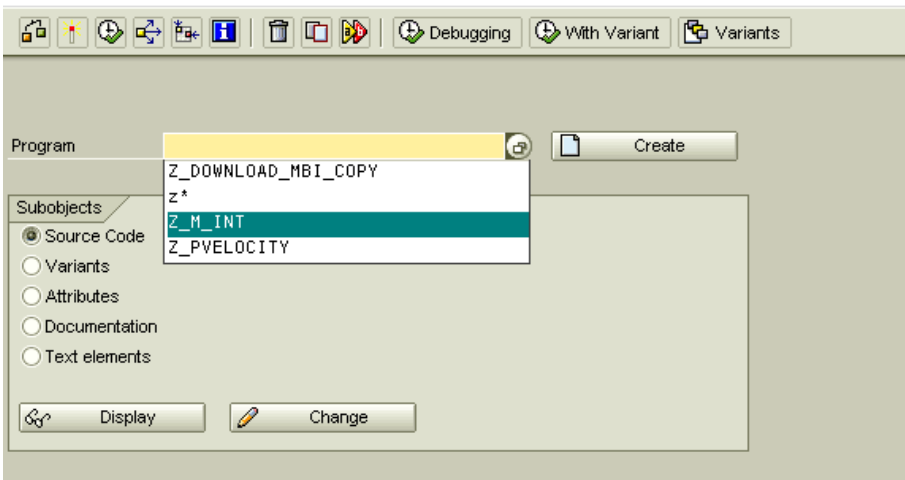 Debugging With Variant Variants
Program Create
Z_DOWNLOAD_MBI_COPY
z*
Z_M_INT
Z_PVELOCITY
Subobjects
Source Code
Variants
Attributes
Documentation
Text elements
Display Change